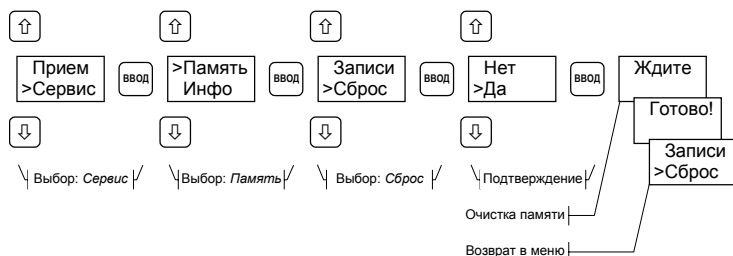 Прием
>Сервис
ВВОД
>Память
Инфо
ВВОД
Записи
>Сброс
ВВОД
Нет
>Да
ВВОД
Ждите
Готово!
Записи
>Сброс
Выбор: Сервис
Выбор: Память
Выбор: Сброс
Подтверждение
Очистка памяти
Возврат в меню